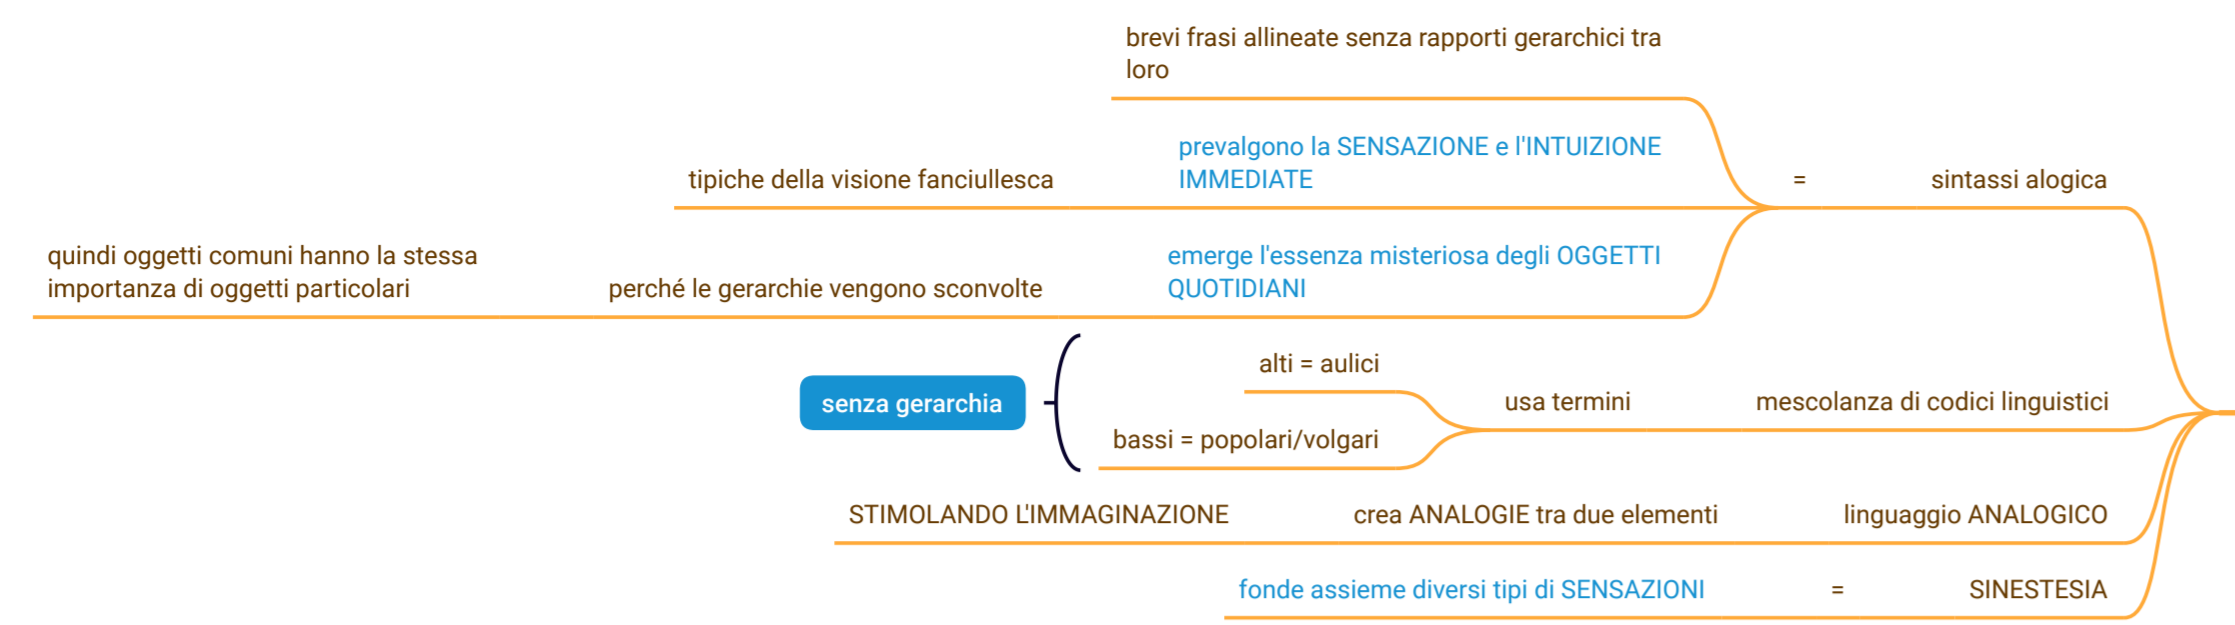 brevi frasi allineate senza rapporti gerarchici tra
loro
tipiche della visione fanciullesca
prevalgono la SENSAZIONE e l'INTUIZIONE
IMMEDIATE
=
sintassi alogica
quindi oggetti comuni hanno la stessa
importanza di oggetti particolari
perché le gerarchie vengono sconvolte
emerge l'essenza misteriosa degli OGGETTI
QUOTIDIANI
senza gerarchia
alti = aulici
bassi = popolari/volgari
usa termini
mescolanza di codici linguistici
STIMOLANDO L'IMMAGINAZIONE
crea ANALOGIE tra due elementi
linguaggio ANALOGICO
fonde assieme diversi tipi di SENSAZIONI
=
SINESTESIA